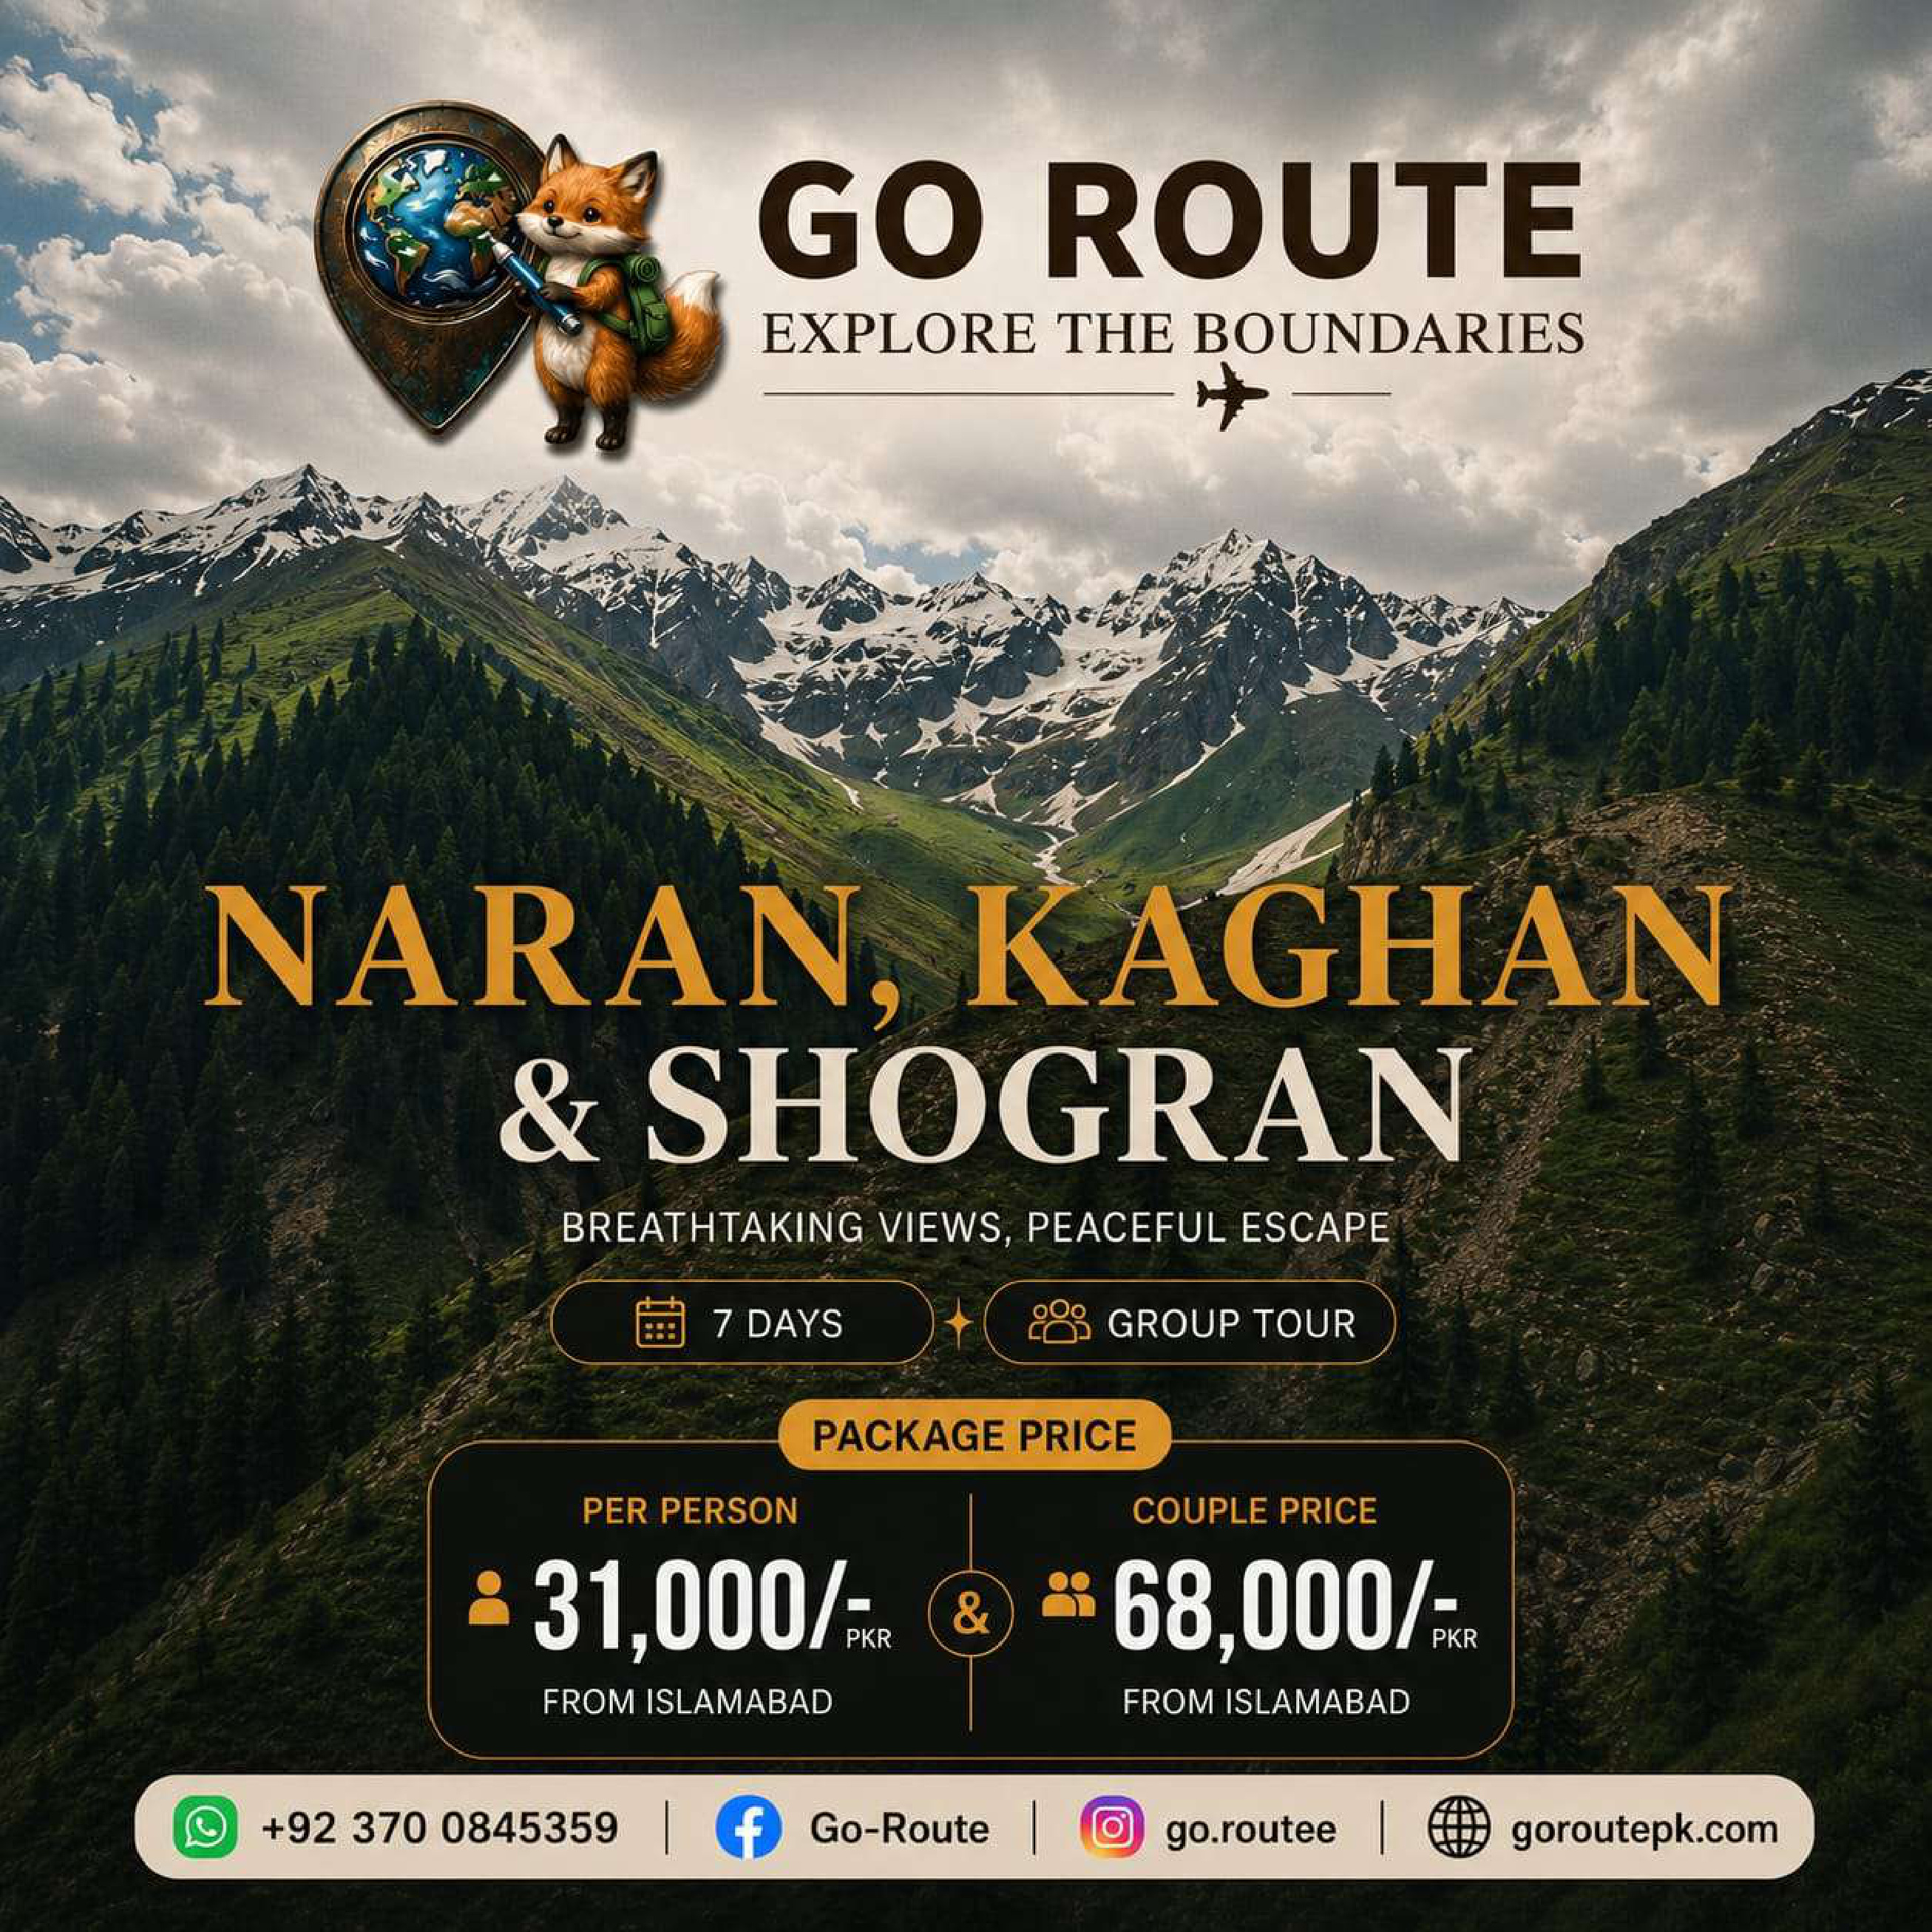 GO ROUTE
EXPLORE THE BOUNDARIES
NARAN, KAGHAN
& SHOGRAN
BREATHTAKING VIEWS, PEACEFUL ESCAPE
7 DAYS
GROUP TOUR
PACKAGE PRICE
PER PERSON
31,000/- PKR
FROM ISLAMABAD
&
COUPLE PRICE
68,000/- PKR
FROM ISLAMABAD
+92 370 0845359
Go-Route
go.routee
goroutepk.com